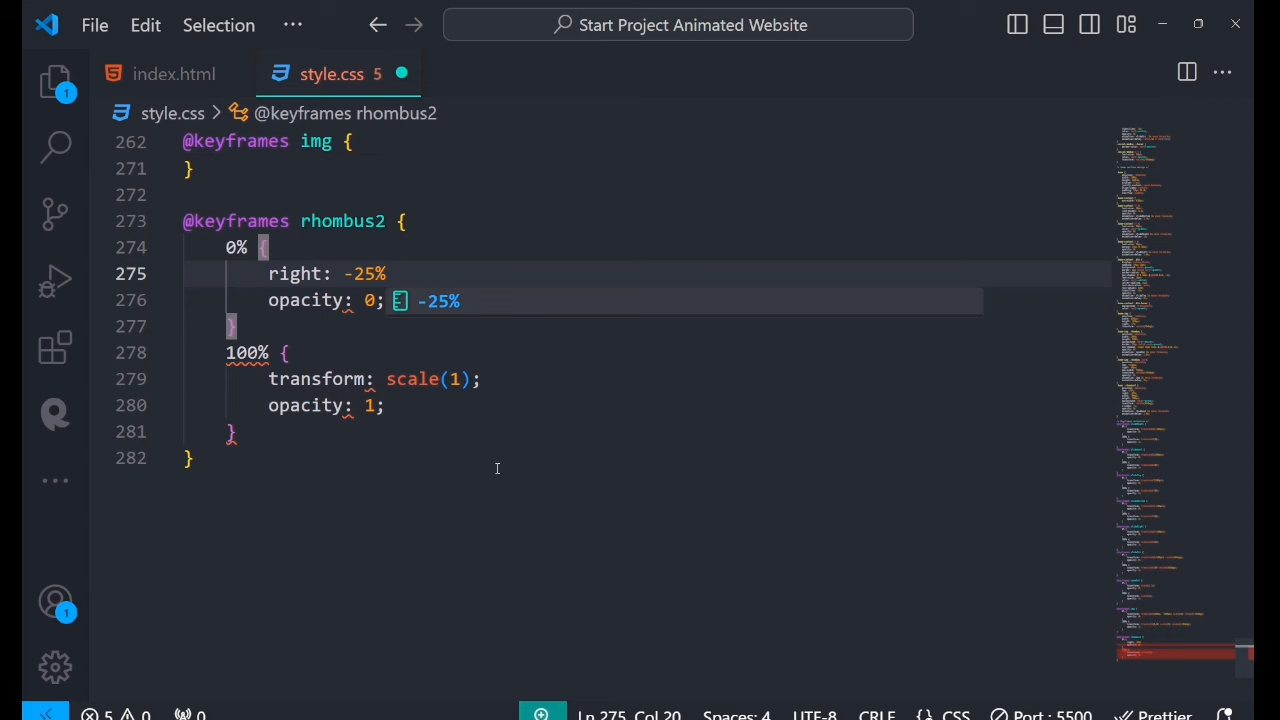 File Edit Selection ··· Start Project Animated Website
index.html style.css 5
style.css > @keyframes rhombus2
262 @keyframes img {
271 }
272
273 @keyframes rhombus2 {
274 0% {
275 right: -25%
276 opacity: 0; -25%
277 }
278 100% {
279 transform: scale(1);
280 opacity: 1;
281 }
282 }
1
1
5 0 0 Ln 275, Col 20 Spaces: 4 UTF-8 CRLF {} CSS Port : 5500 Prettier